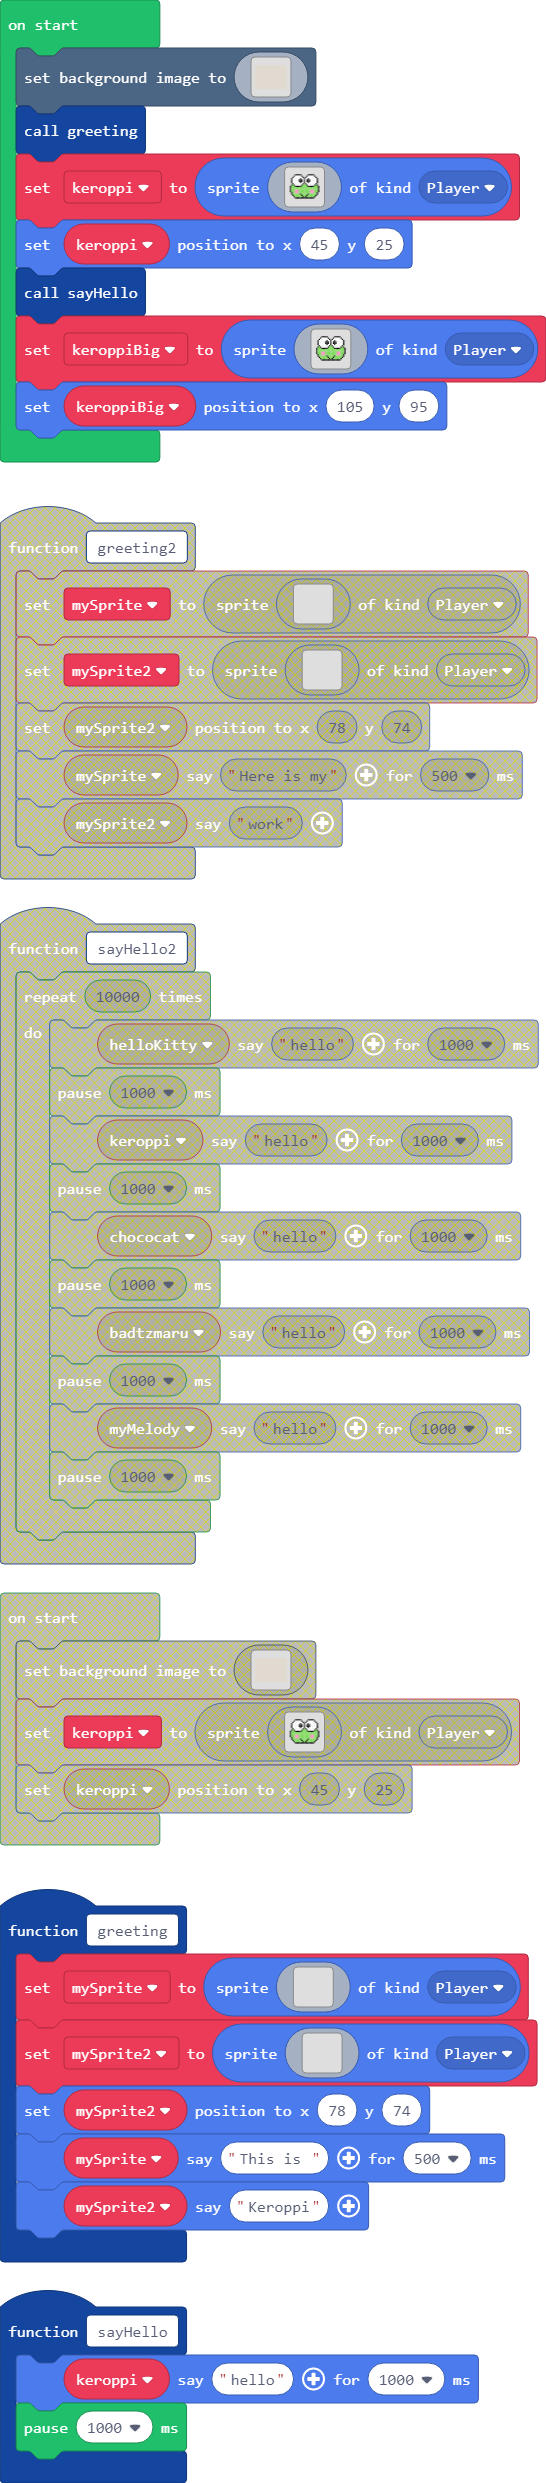 on start
set background image to
call greeting
set keroppi to sprite of kind Player
set keroppi position to x 45 y 25
call sayHello
set keroppiBig to sprite of kind Player
set keroppiBig position to x 105 y 95
function greeting2
set mySprite to sprite of kind Player
set mySprite2 to sprite of kind Player
set mySprite2 position to x 78 y 74
mySprite say "Here is my" for 500 ms
mySprite2 say "work"
function sayHello2
repeat 10000 times
do helloKitty say "hello" for 1000 ms
pause 1000 ms
keroppi say "hello" for 1000 ms
pause 1000 ms
chococat say "hello" for 1000 ms
pause 1000 ms
badtzmaru say "hello" for 1000 ms
pause 1000 ms
myMelody say "hello" for 1000 ms
pause 1000 ms
on start
set background image to
set keroppi to sprite of kind Player
set keroppi position to x 45 y 25
function greeting
set mySprite to sprite of kind Player
set mySprite2 to sprite of kind Player
set mySprite2 position to x 78 y 74
mySprite say "This is " for 500 ms
mySprite2 say "Keroppi"
function sayHello
keroppi say "hello" for 1000 ms
pause 1000 ms